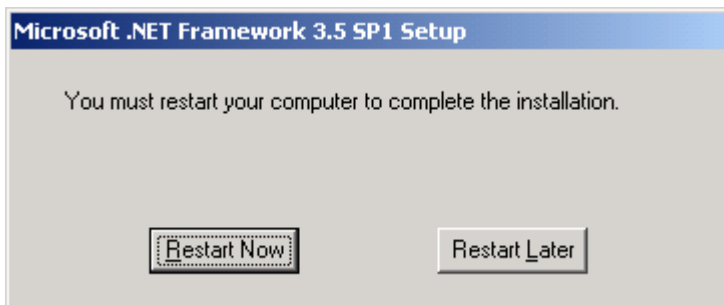 Microsoft .NET Framework 3.5 SP1 Setup
You must restart your computer to complete the installation.
Restart Now
Restart Later